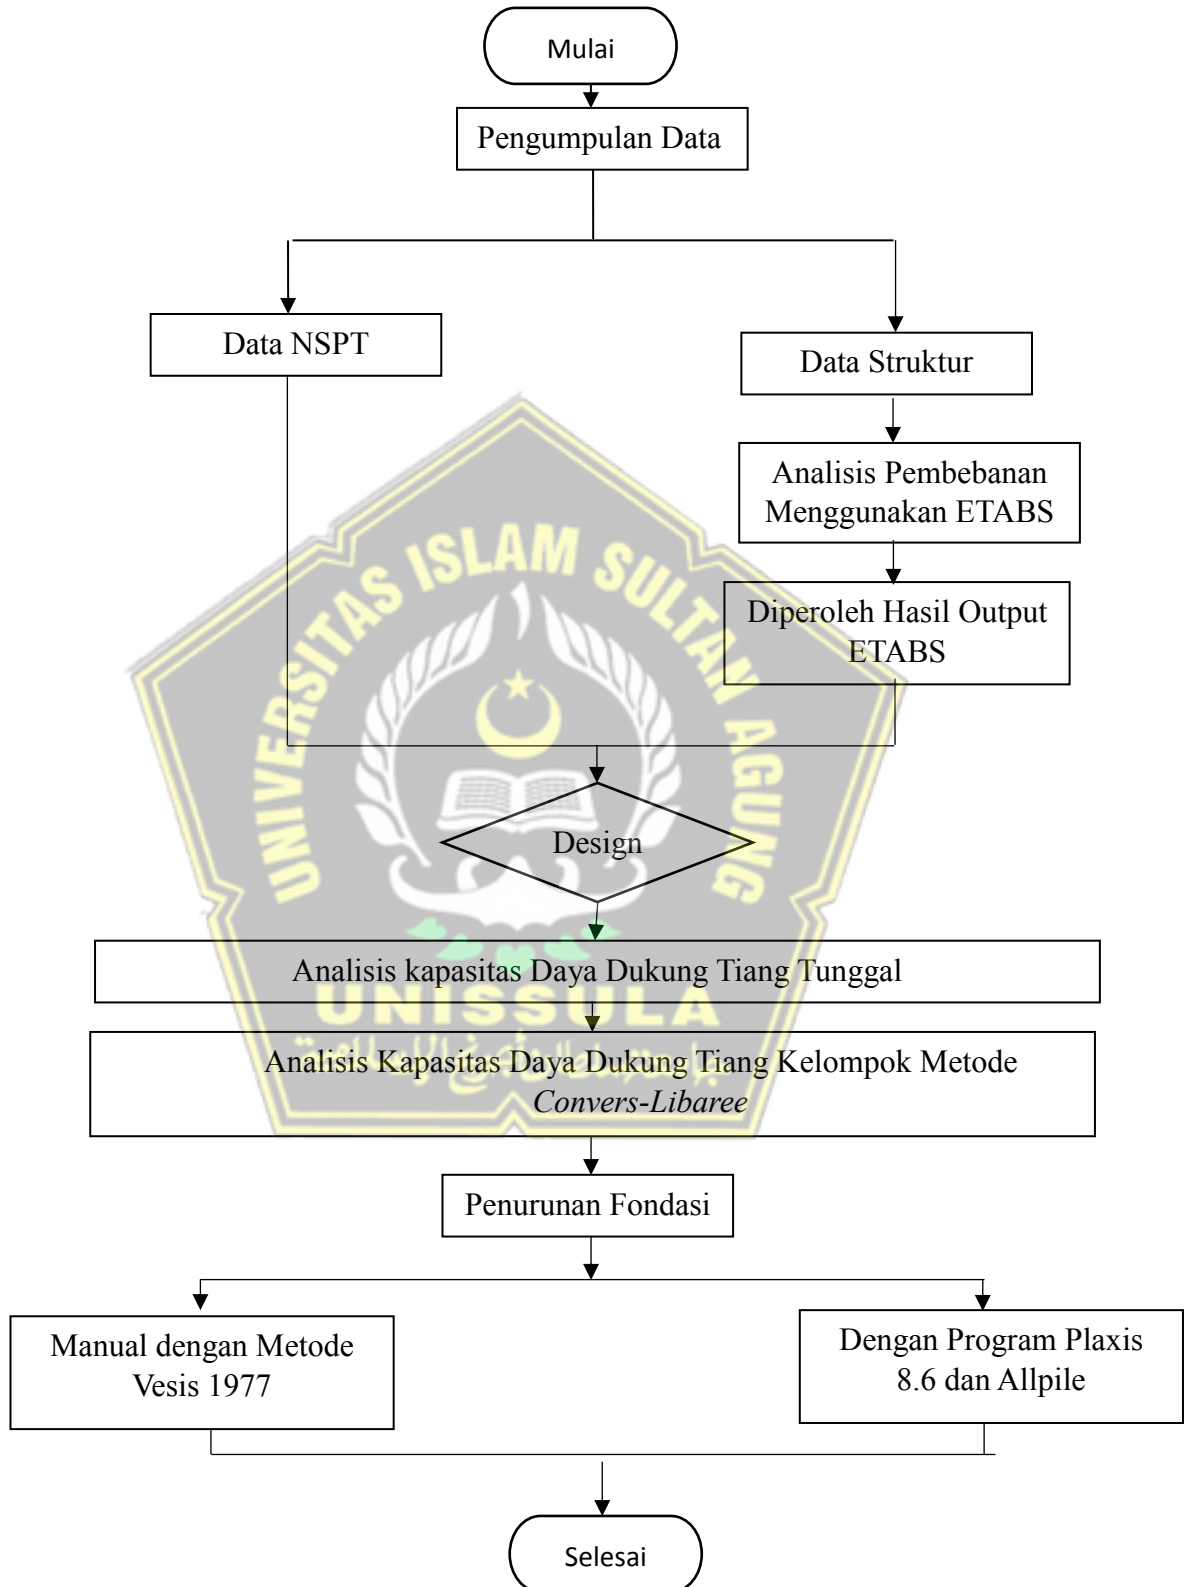 Mulai
Pengumpulan Data
Data NSPT
Data Struktur
Analisis Pembebanan
Menggunakan ETABS
Diperoleh Hasil Output
ETABS
UNIVERSITAS ISLAM SULTAN AGUNG
Design
Analisis kapasitas Daya Dukung Tiang Tunggal
UNISSULA
Analisis Kapasitas Daya Dukung Tiang Kelompok Metode
Convers-Libaree
Penurunan Fondasi
Manual dengan Metode
Vesis 1977
Dengan Program Plaxis
8.6 dan Allpile
Selesai